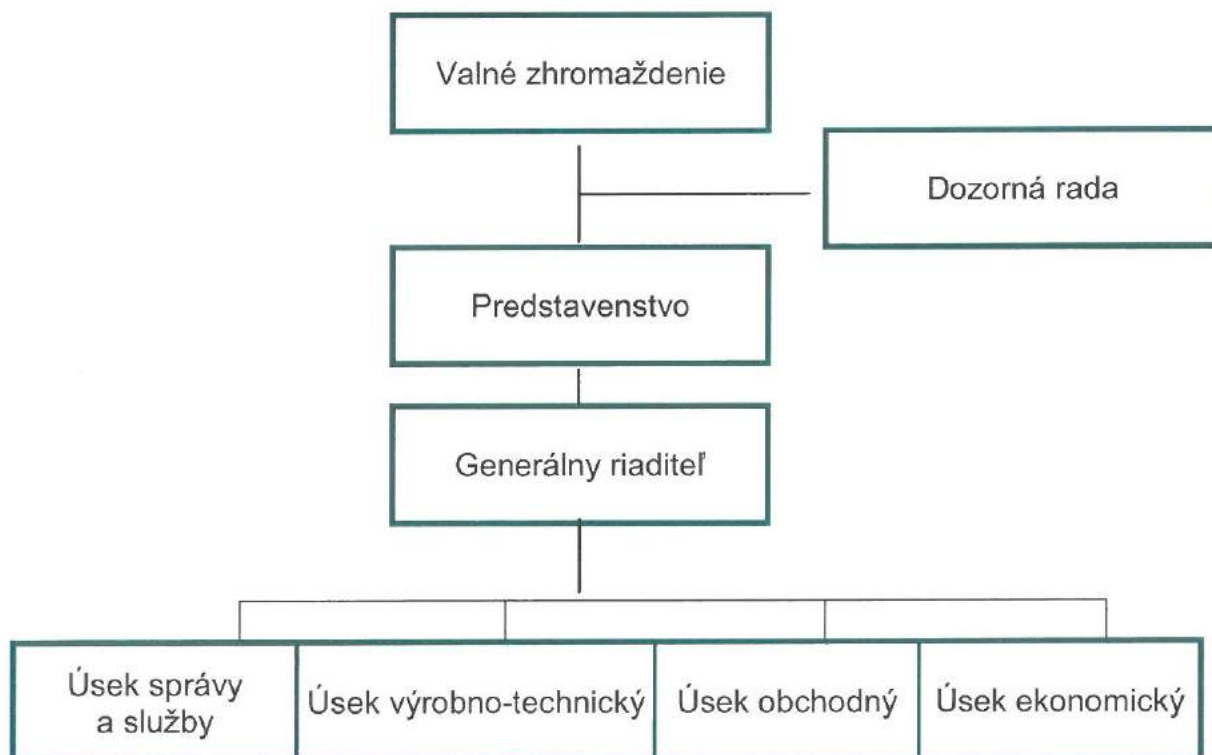 Valné zhromaždenie
Dozorná rada
Predstavenstvo
Generálny riaditeľ
Úsek správy
a služby
Úsek výrobno-technický
Úsek obchodný
Úsek ekonomický